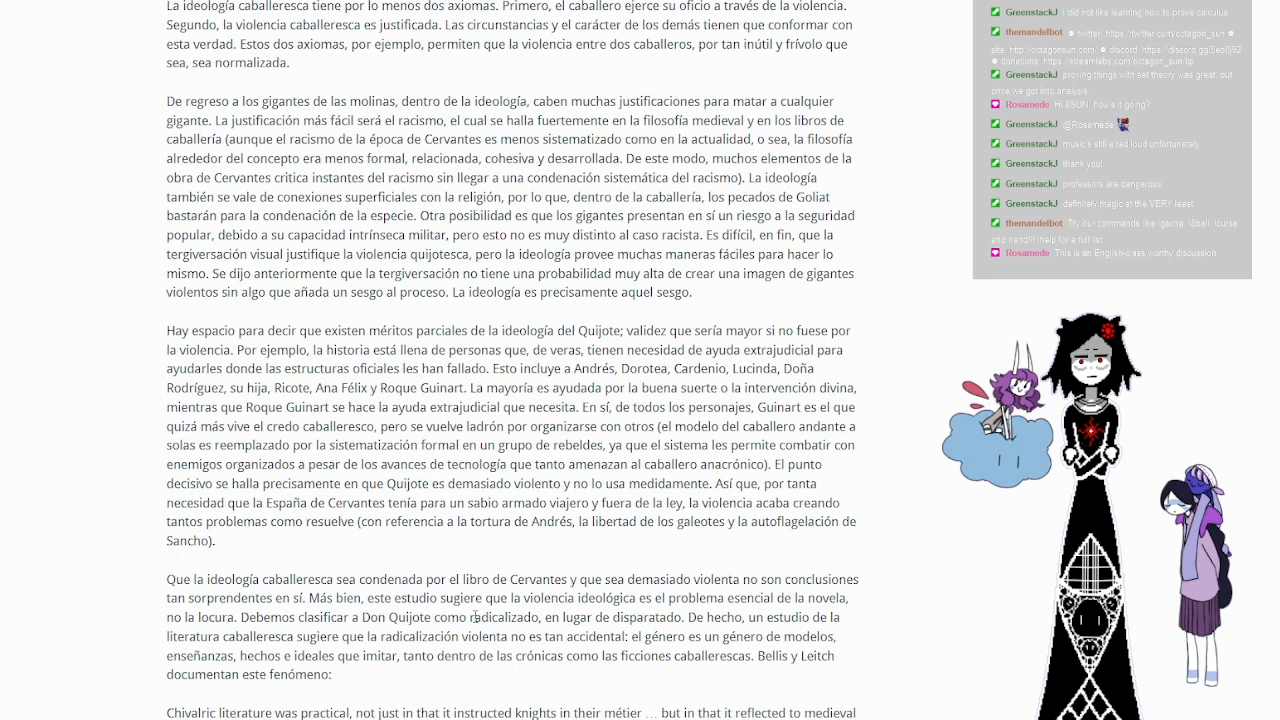 La ideología caballeresca tiene por lo menos dos axiomas. Primero, el caballero ejerce su oficio a través de la violencia.
Segundo, la violencia caballeresca es justificada. Las circunstancias y el carácter de los demás tienen que conformar con
esta verdad. Estos dos axiomas, por ejemplo, permiten que la violencia entre dos caballeros, por tan inútil y frívolo que
sea, sea normalizada.
De regreso a los gigantes de las molinas, dentro de la ideología, caben muchas justificaciones para matar a cualquier
gigante. La justificación más fácil será el racismo, el cual se halla fuertemente en la filosofía medieval y en los libros de
caballería (aunque el racismo de la época de Cervantes es menos sistematizado como en la actualidad, o sea, la filosofía
alrededor del concepto era menos formal, relacionada, cohesiva y desarrollada. De este modo, muchos elementos de la
obra de Cervantes critica instantes del racismo sin llegar a una condenación sistemática del racismo). La ideología
también se vale de conexiones superficiales con la religión, por lo que, dentro de la caballería, los pecados de Goliat
bastarán para la condenación de la especie. Otra posibilidad es que los gigantes presentan en sí un riesgo a la seguridad
popular, debido a su capacidad intrínseca militar, pero esto no es muy distinto al caso racista. Es difícil, en fin, que la
tergiversación visual justifique la violencia quijotesca, pero la ideología provee muchas maneras fáciles para hacer lo
mismo. Se dijo anteriormente que la tergiversación no tiene una probabilidad muy alta de crear una imagen de gigantes
violentos sin algo que añada un sesgo al proceso. La ideología es precisamente aquel sesgo.
Hay espacio para decir que existen méritos parciales de la ideología del Quijote; validez que sería mayor si no fuese por
la violencia. Por ejemplo, la historia está llena de personas que, de veras, tienen necesidad de ayuda extrajudicial para
ayudarles donde las estructuras oficiales les han fallado. Esto incluye a Andrés, Dorotea, Cardenio, Lucinda, Doña
Rodríguez, su hija, Ricote, Ana Félix y Roque Guinart. La mayoría es ayudada por la buena suerte o la intervención divina,
mientras que Roque Guinart se hace la ayuda extrajudicial que necesita. En sí, de todos los personajes, Guinart es el que
quizá más vive el credo caballeresco, pero se vuelve ladrón por organizarse con otros (el modelo del caballero andante a
solas es reemplazado por la sistematización formal en un grupo de rebeldes, ya que el sistema les permite combatir con
enemigos organizados a pesar de los avances de tecnología que tanto amenazan al caballero anacrónico). El punto
decisivo se halla precisamente en que Quijote es demasiado violento y no lo usa medidamente. Así que, por tanta
necesidad que la España de Cervantes tenía para un sabio armado viajero y fuera de la ley, la violencia acaba creando
tantos problemas como resuelve (con referencia a la tortura de Andrés, la libertad de los galeotes y la autoflagelación de
Sancho).
Que la ideología caballeresca sea condenada por el libro de Cervantes y que sea demasiado violenta no son conclusiones
tan sorprendentes en sí. Más bien, este estudio sugiere que la violencia ideológica es el problema esencial de la novela,
no la locura. Debemos clasificar a Don Quijote como radicalizado, en lugar de disparatado. De hecho, un estudio de la
literatura caballeresca sugiere que la radicalización violenta no es tan accidental: el género es un género de modelos,
enseñanzas, hechos e ideales que imitar, tanto dentro de las crónicas como las ficciones caballerescas. Bellis y Leitch
documentan este fenómeno:
Chivalric literature was practical, not just in that it instructed knights in their métier … but in that it reflected to medieval
GreenstackJ I did not like learning how to prove calculus
themandelbot twitter: https://twitter.com/octagon_sun
site: http://octagonsun.com/ discord: https://discord.gg/
donations: https://streamlabs.com/octagon_sun/tip
GreenstackJ proving things with set theory was great, but
once we got into analysis...
Rosamede Hi 8SUN, how's it going?
GreenstackJ @Rosamede
GreenstackJ music's still a tad loud unfortunately
GreenstackJ thank you!
GreenstackJ professors are dangerous
GreenstackJ definitely magic at the VERY least
themandelbot Try our commands like !gacha, !8ball, !curse
and !rand!!! !help for a full list
Rosamede This is an English-class worthy discussion